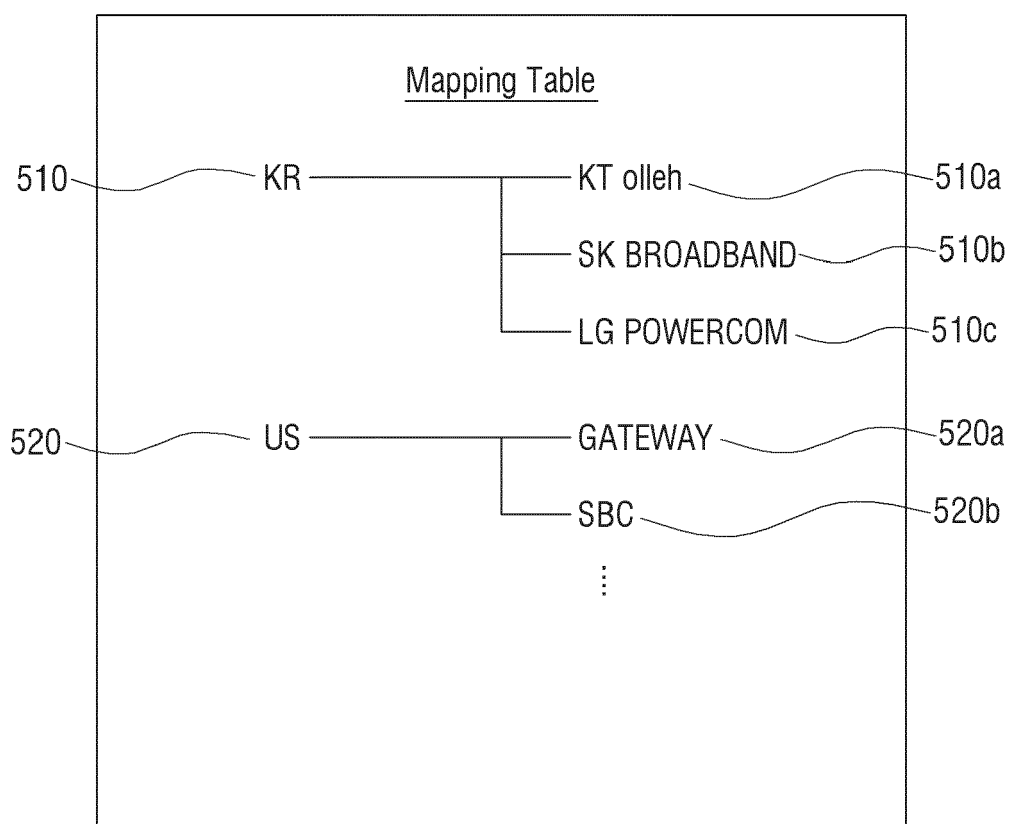 Mapping Table
510 KR KT olleh 510a
SK BROADBAND 510b
LG POWERCOM 510c
520 US GATEWAY 520a
SBC 520b
⋮